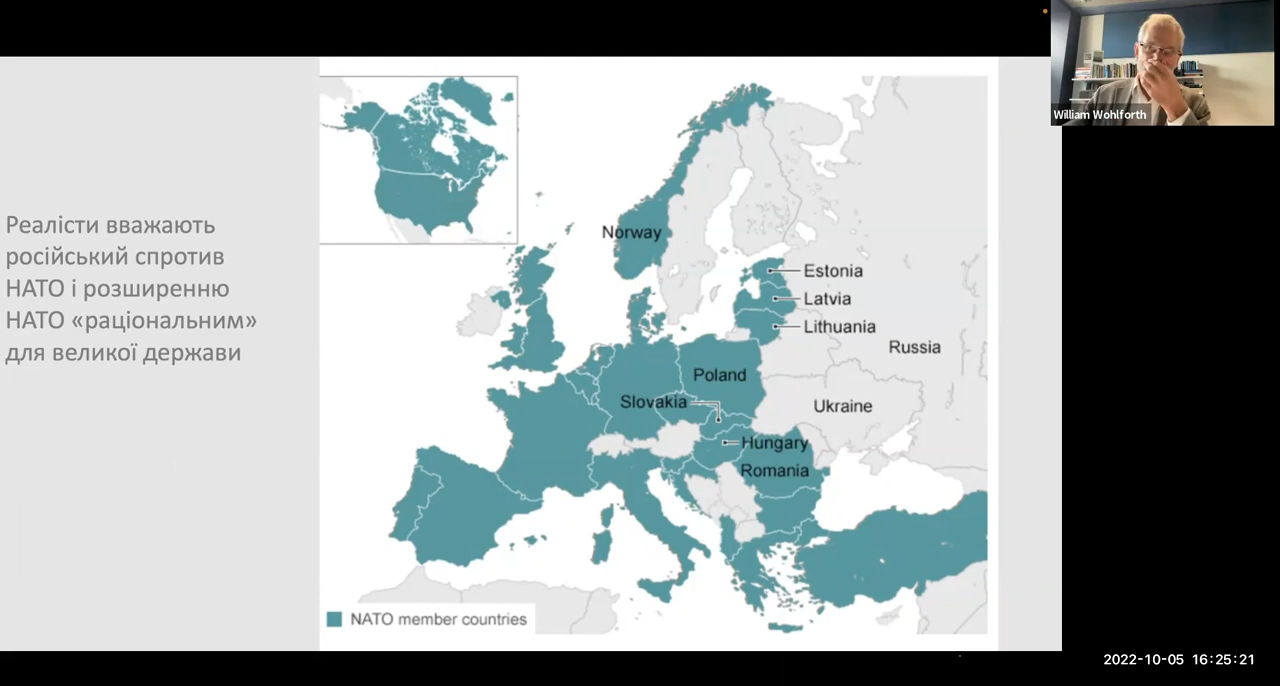 William Wohlforth
Реалісти вважають
російський спротив
НАТО і розширенню
НАТО «раціональним»
для великої держави
Norway
Estonia
Latvia
Lithuania
Russia
Poland
Slovakia
Ukraine
Hungary
Romania
NATO member countries
2022-10-05 16:25:21